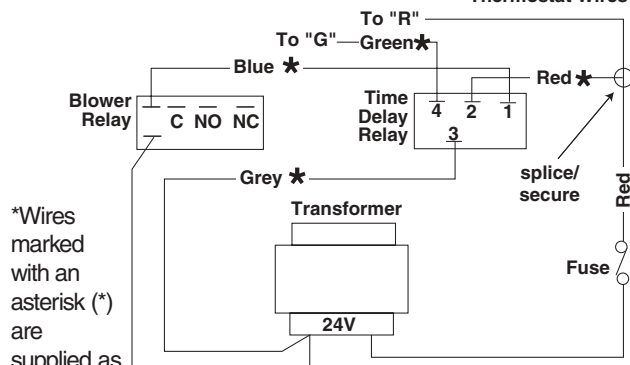 Thermostat Wires
To "R"
To "G" Green*
Blue *
Red *
Blower
Relay
C NO NC
Time
Delay
Relay
4 2 1
3
splice/
secure
Grey *
Red
Transformer
Fuse
24V
*Wires
marked
with an
asterisk (*)
are
supplied as